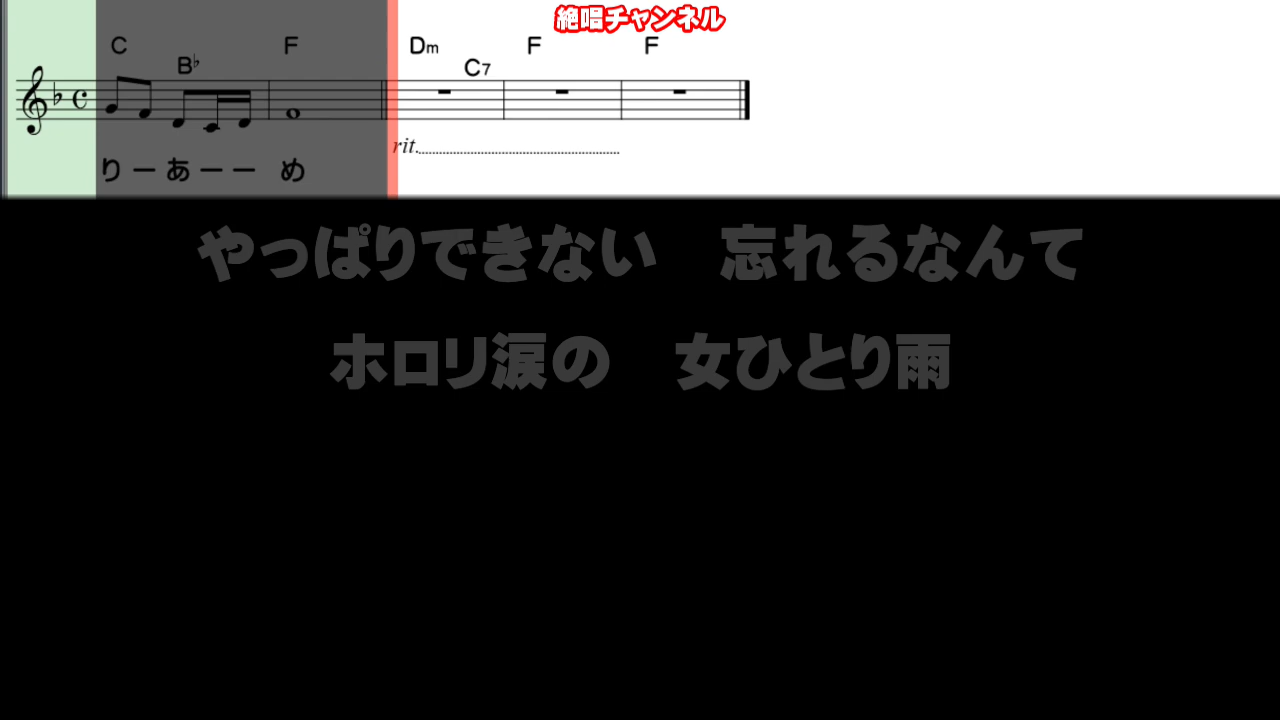 絶唱チャンネル
C B♭ F Dm C7 F F
rit.
りーあーー め
やっぱりできない 忘れるなんて
ホロリ涙の 女ひとり雨